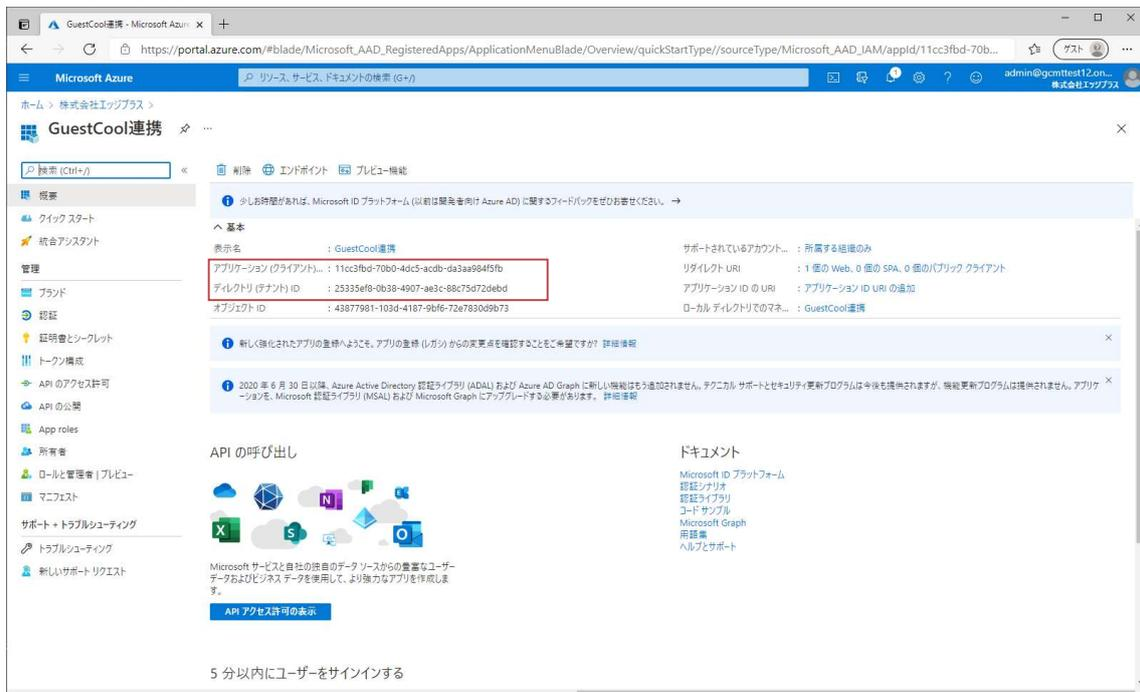 GuestCool連携 - Microsoft Azure
https://portal.azure.com/#blade/Microsoft_AAD_RegisteredApps/ApplicationMenuBlade/Overview/quickStartType//sourceType/Microsoft_AAD_IAM/appId/11cc3fbd-70b...
ゲスト
Microsoft Azure
リソース、サービス、ドキュメントの検索 (G+/)
1
admin@gcmttest12.on...
株式会社エッジプラス
ホーム > 株式会社エッジプラス >
GuestCool連携
検索 (Ctrl+/)
概要
クイック スタート
統合アシスタント
管理
ブランド
認証
証明書とシークレット
トークン構成
API のアクセス許可
API の公開
App roles
所有者
ロールと管理者 | プレビュー
マニフェスト
サポート + トラブルシューティング
トラブルシューティング
新しいサポート リクエスト
削除 エンドポイント プレビュー機能
少しお時間があれば、Microsoft ID プラットフォーム (以前は開発者向け Azure AD) に関するフィードバックをぜひお寄せください。 →
基本
表示名 : GuestCool連携
アプリケーション (クライアント)... : 11cc3fbd-70b0-4dc5-acdb-da3aa984f5fb
ディレクトリ (テナント) ID : 25335ef8-0b38-4907-ae3c-88c75d72debd
オブジェクト ID : 43877981-103d-4187-9bf6-72e7830d9b73
サポートされているアカウント... : 所属する組織のみ
リダイレクト URI : 1 個の Web、0 個の SPA、0 個のパブリック クライアント
アプリケーション ID の URI : アプリケーション ID URI の追加
ローカル ディレクトリでのマネ... : GuestCool連携
新しく強化されたアプリの登録へようこそ。アプリの登録 (レガシ) からの変更点を確認することをご希望ですか? 詳細情報
2020 年 6 月 30 日以降、Azure Active Directory 認証ライブラリ (ADAL) および Azure AD Graph に新しい機能はもう追加されません。テクニカル サポートとセキュリティ更新プログラムは今後も提供されますが、機能更新プログラムは提供されません。アプリケ
ーションを、Microsoft 認証ライブラリ (MSAL) および Microsoft Graph にアップグレードする必要があります。 詳細情報
API の呼び出し
Microsoft サービスと自社の独自のデータ ソースからの豊富なユーザー
データおよびビジネス データを使用して、より強力なアプリを作成しま
す。
API アクセス許可の表示
ドキュメント
Microsoft ID プラットフォーム
認証シナリオ
認証ライブラリ
コード サンプル
Microsoft Graph
用語集
ヘルプとサポート
5 分以内にユーザーをサインインする